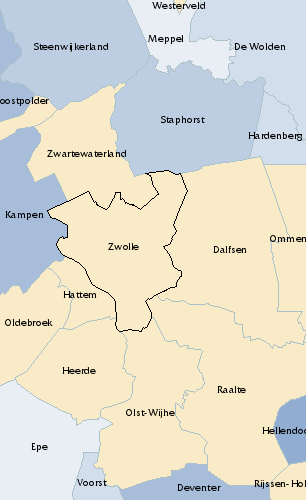 Westerveld
Meppel
Steenwijkerland
De Wolden
oostpolder
Staphorst
Hardenberg
Zwartewaterland
Kampen
Zwolle
Dalfsen
Ommen
Hattem
Oldebroek
Heerde
Raalte
Olst-Wijhe
Hellendoo
Epe
Voorst
Deventer
Rijssen-Hol